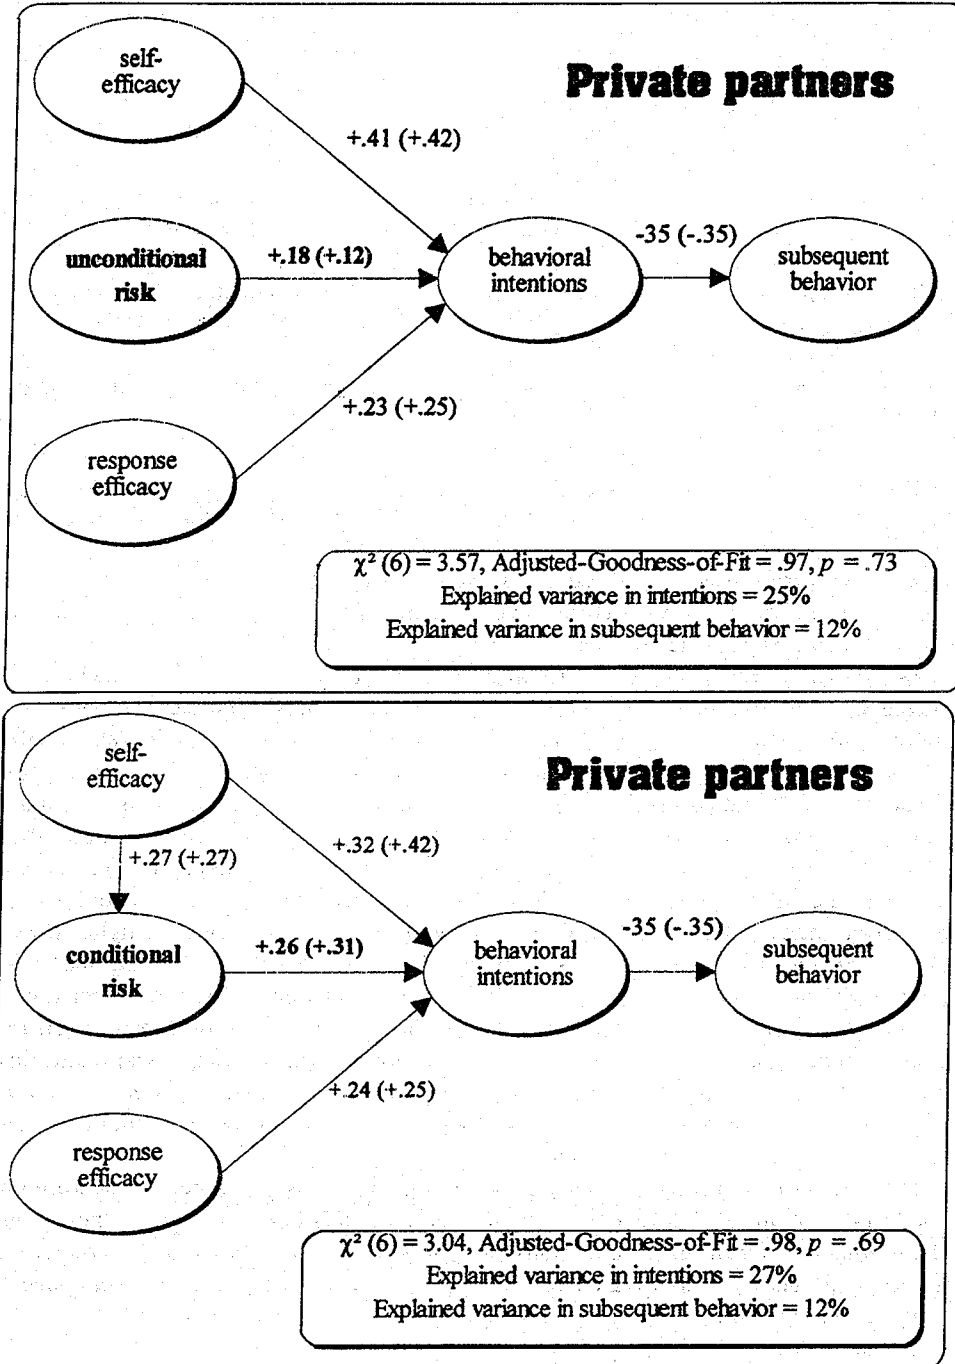 Private partners
self-
efficacy
+.41 (+.42)
unconditional
risk
+.18 (+.12)
behavioral
intentions
-35 (-.35)
subsequent
behavior
+.23 (+.25)
response
efficacy
χ² (6) = 3.57, Adjusted-Goodness-of-Fit = .97, p = .73
Explained variance in intentions = 25%
Explained variance in subsequent behavior = 12%
Private partners
self-
efficacy
+.32 (+.42)
+.27 (+.27)
conditional
risk
+.26 (+.31)
behavioral
intentions
-35 (-.35)
subsequent
behavior
+.24 (+.25)
response
efficacy
χ² (6) = 3.04, Adjusted-Goodness-of-Fit = .98, p = .69
Explained variance in intentions = 27%
Explained variance in subsequent behavior = 12%